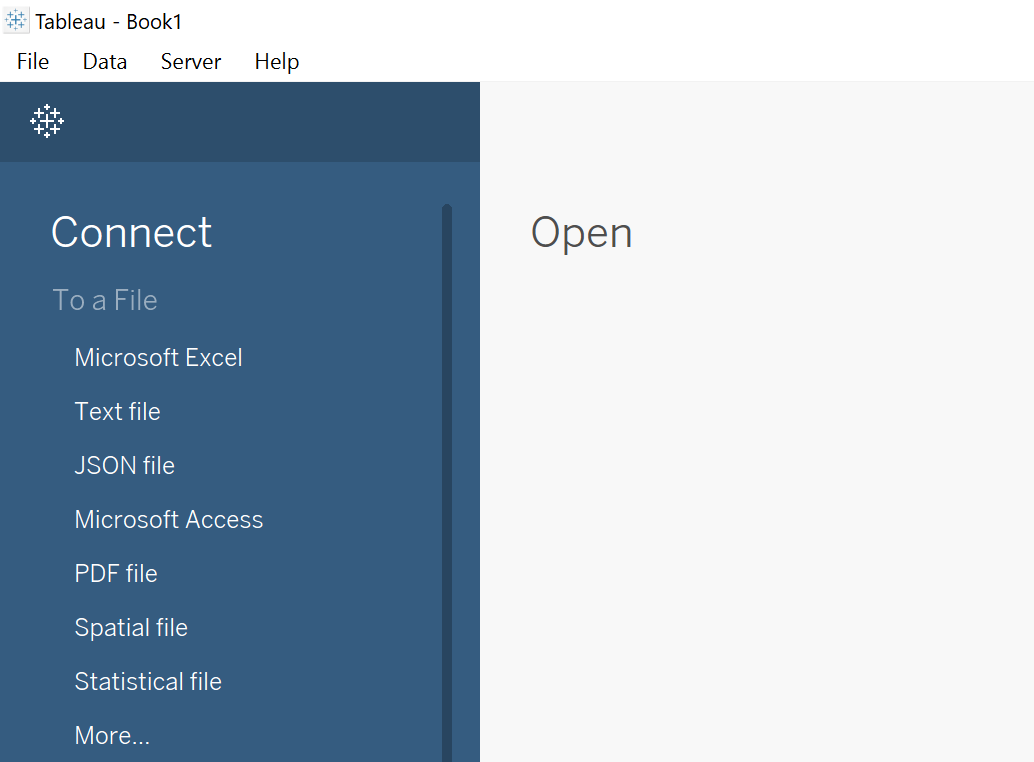 Tableau - Book1
File Data Server Help
Connect
Open
To a File
Microsoft Excel
Text file
JSON file
Microsoft Access
PDF file
Spatial file
Statistical file
More...